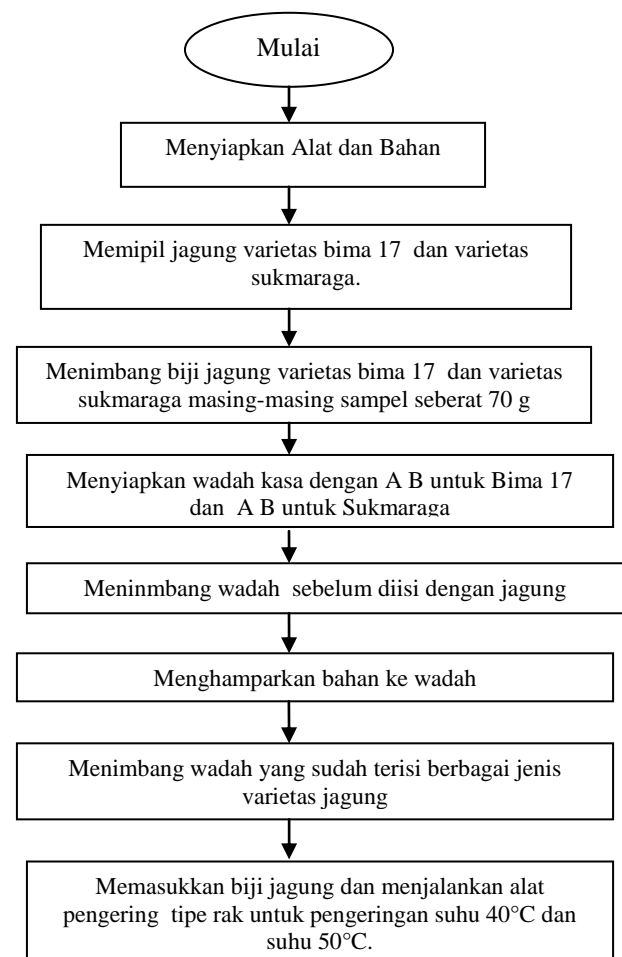 Mulai
Menyiapkan Alat dan Bahan
Memipil jagung varietas bima 17 dan varietas
sukmaraga.
Menimbang biji jagung varietas bima 17 dan varietas
sukmaraga masing-masing sampel seberat 70 g
Menyiapkan wadah kasa dengan A B untuk Bima 17
dan A B untuk Sukmaraga
Meninmbang wadah sebelum diisi dengan jagung
Menghamparkan bahan ke wadah
Menimbang wadah yang sudah terisi berbagai jenis
varietas jagung
Memasukkan biji jagung dan menjalankan alat
pengering tipe rak untuk pengeringan suhu 40°C dan
suhu 50°C.